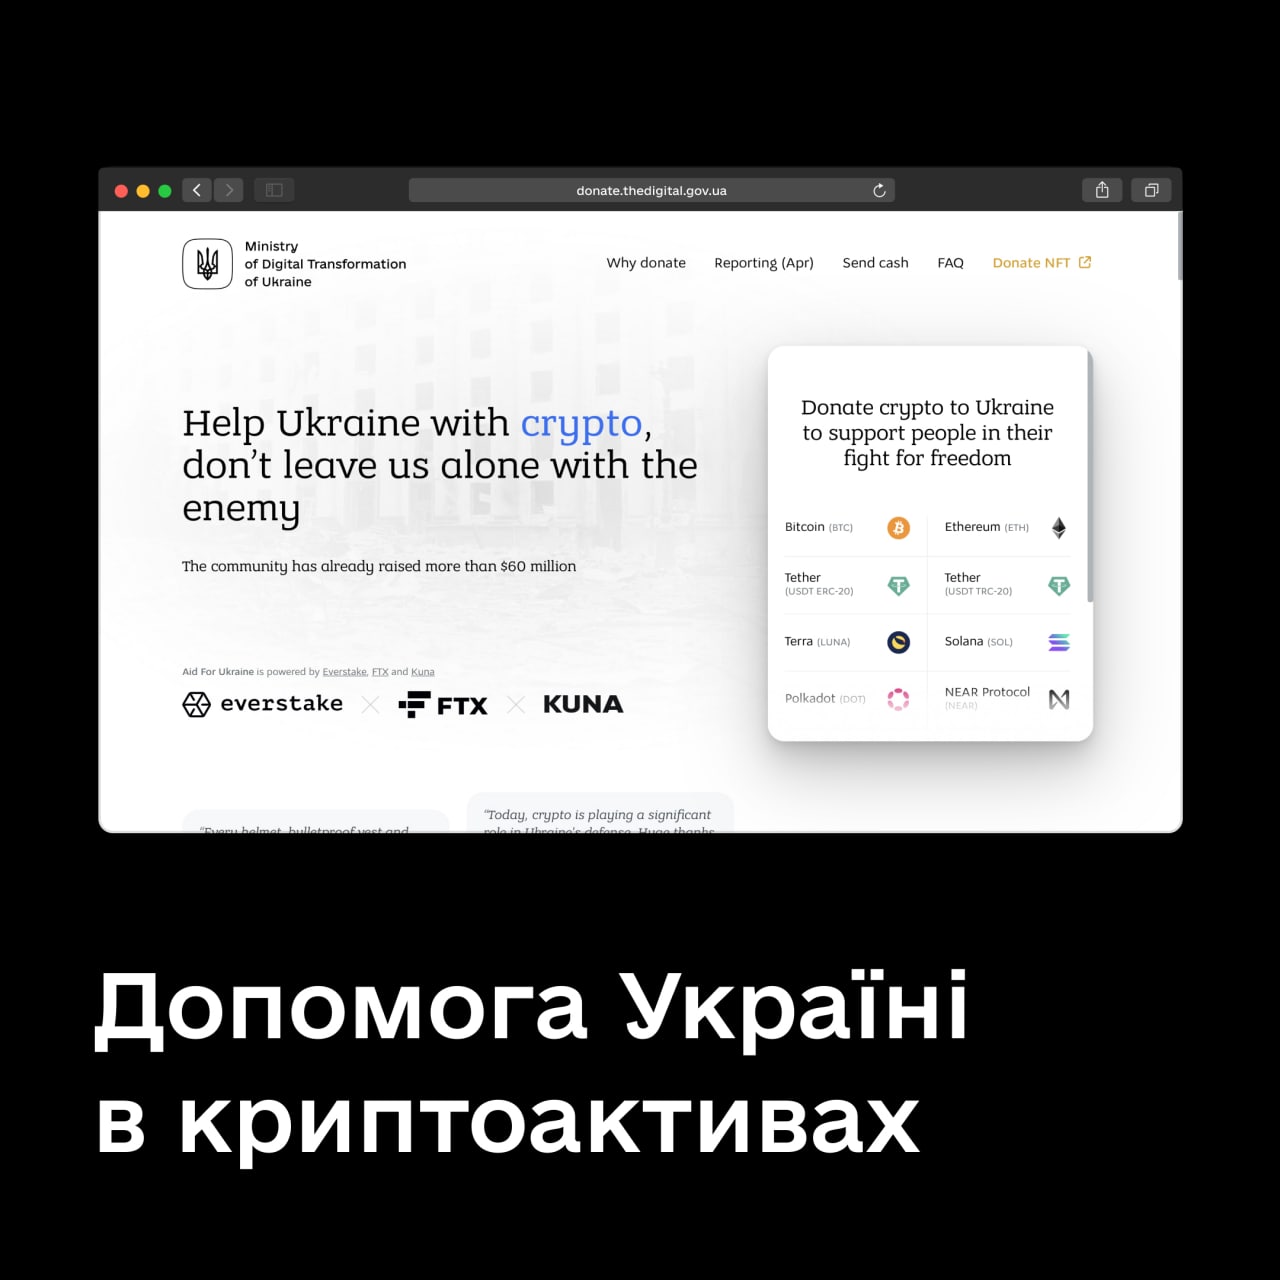 donate.thedigital.gov.ua
Ministry
of Digital Transformation
of Ukraine
Why donate
Reporting (Apr)
Send cash
FAQ
Donate NFT
Help Ukraine with crypto,
don't leave us alone with the
enemy
The community has already raised more than $60 million
Aid For Ukraine is powered by Everstake, FTX and Kuna
everstake
FTX
KUNA
Donate crypto to Ukraine
to support people in their
fight for freedom
Bitcoin (BTC)
Ethereum (ETH)
Tether
(USDT ERC-20)
Tether
(USDT TRC-20)
Terra (LUNA)
Solana (SOL)
Polkadot (DOT)
NEAR Protocol
(NEAR)
"Every helmet, bulletproof vest and
"Today, crypto is playing a significant
role in Ukraine's defense. Huge thanks
Допомога Україні
в криптоактивах